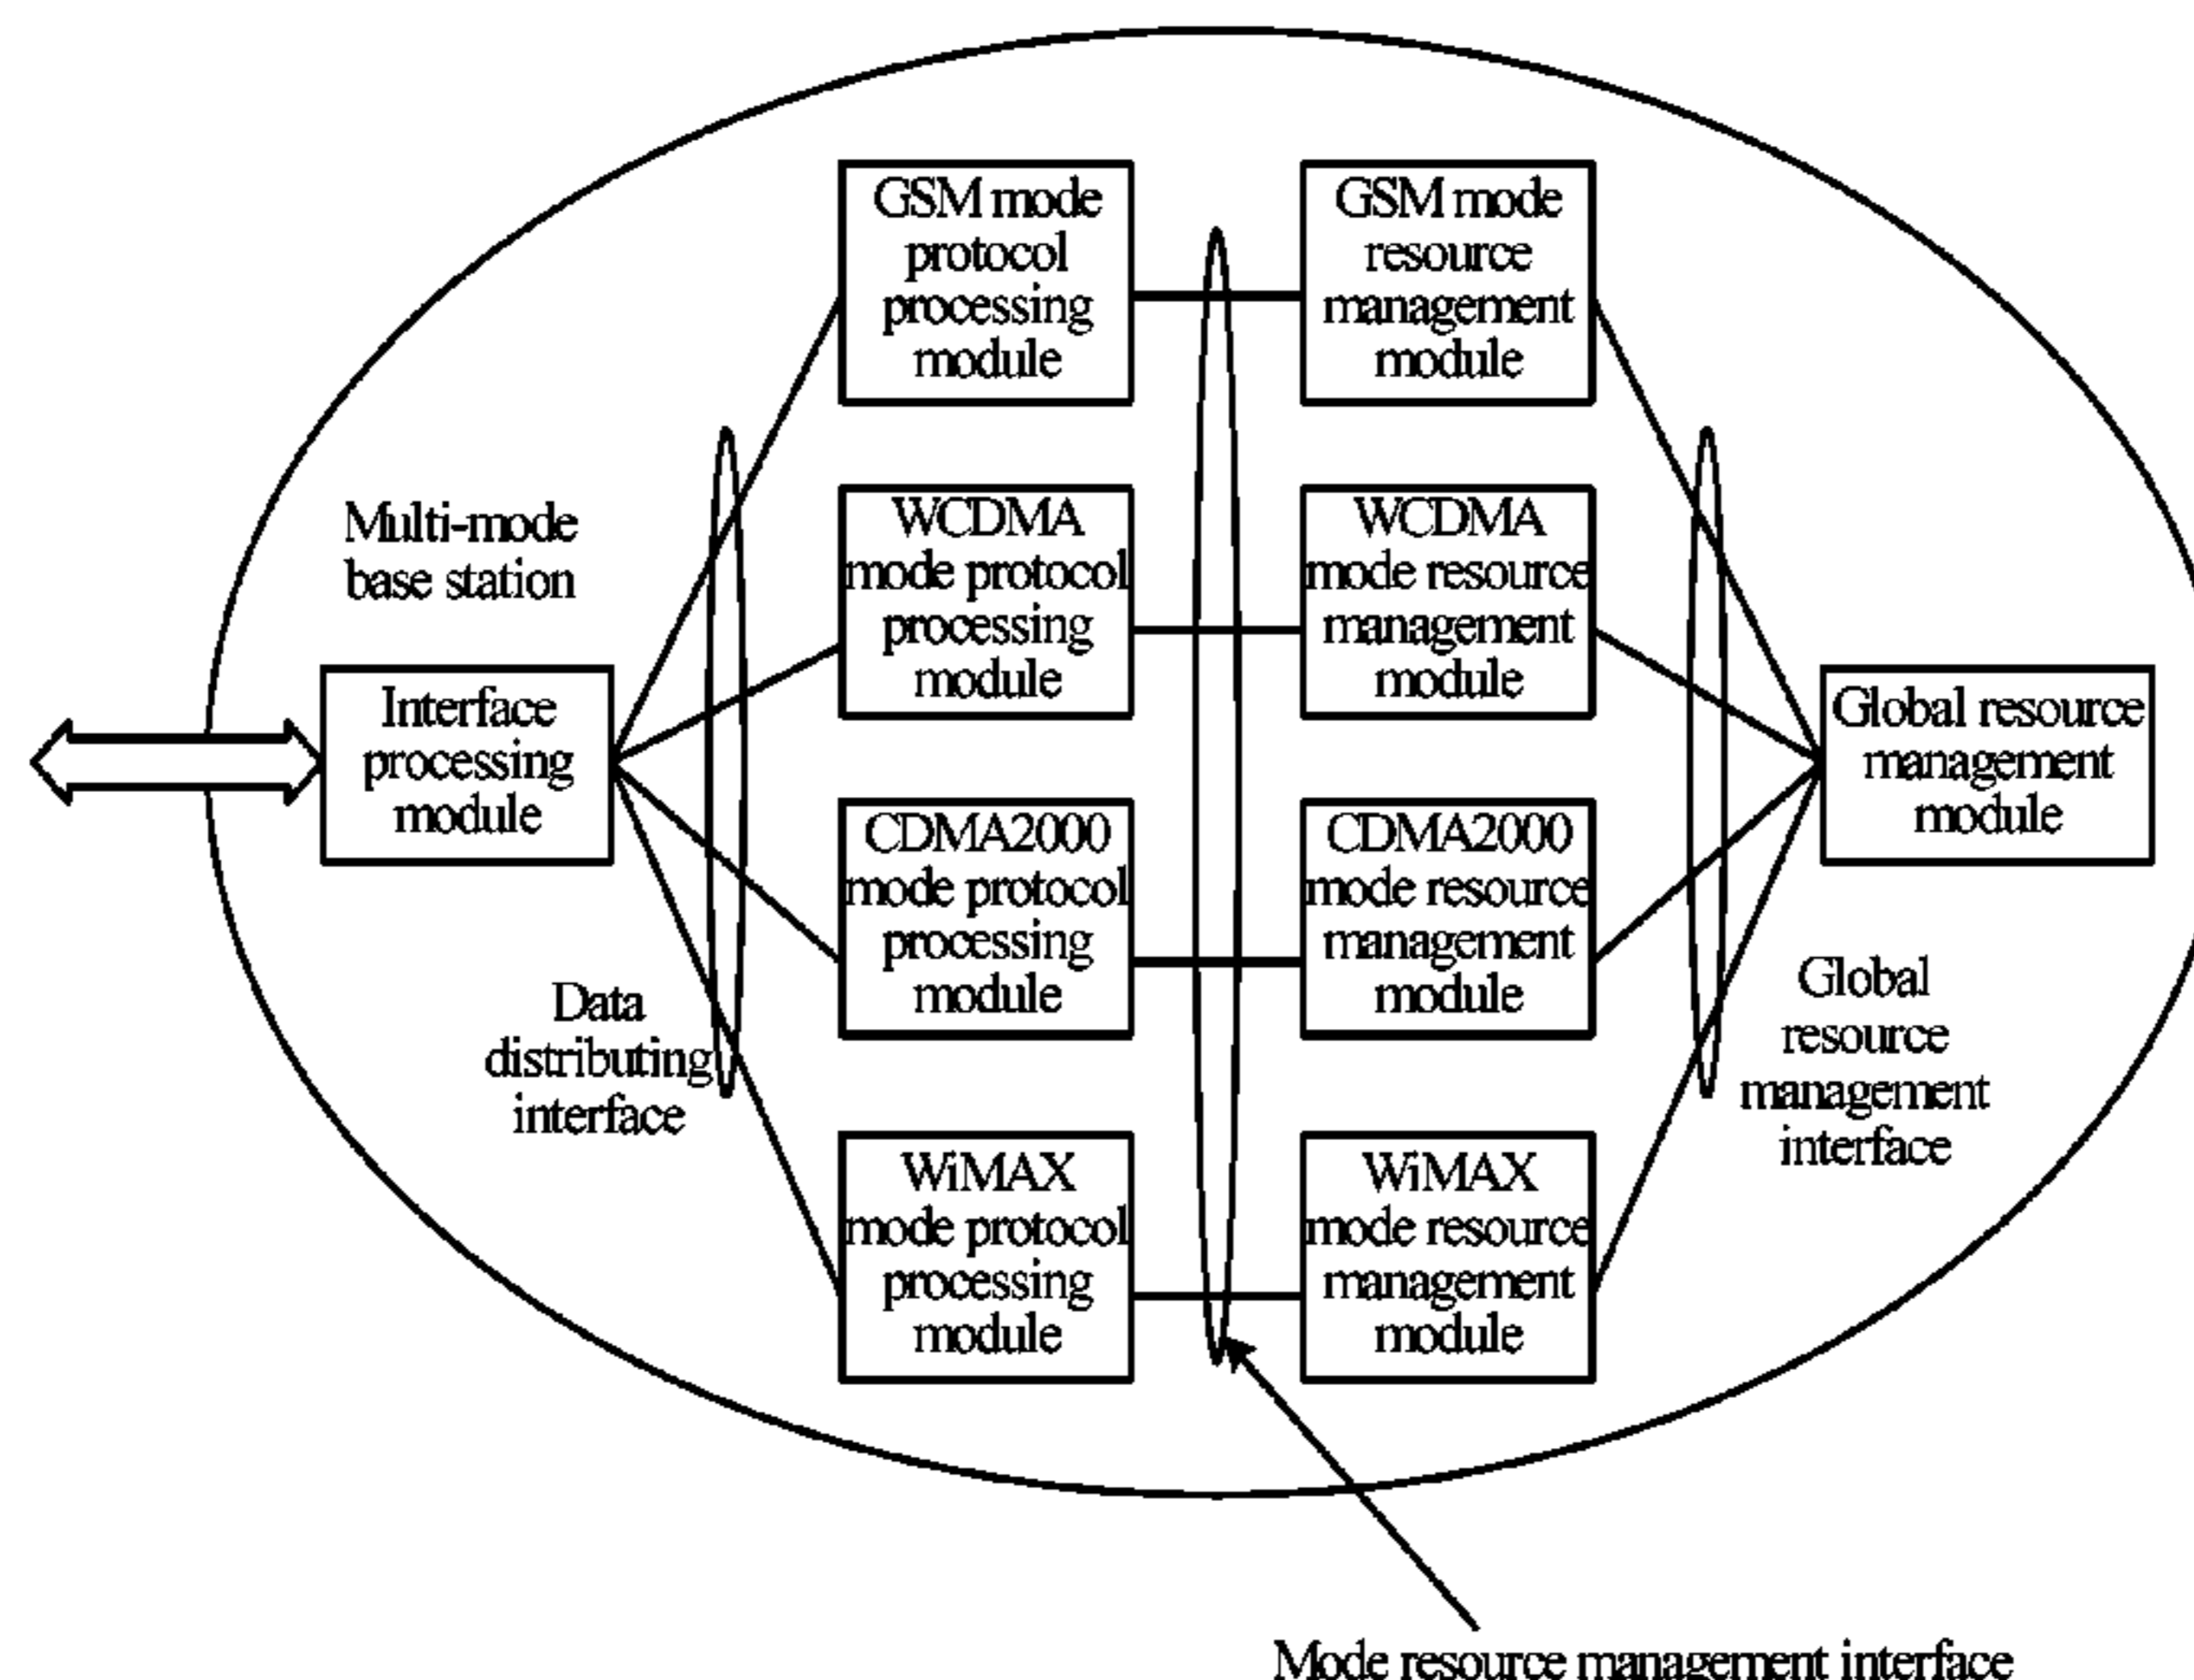 GSM mode
protocol
processing
module
GSM mode
resource
management
module
Multi-mode
base station
WCDMA
mode protocol
processing
module
WCDMA
mode resource
management
module
Interface
processing
module
Global resource
management
module
CDMA2000
mode protocol
processing
module
CDMA2000
mode resource
management
module
Data
distributing
interface
Global
resource
management
interface
WiMAX
mode protocol
processing
module
WiMAX
mode resource
management
module
Mode resource management interface